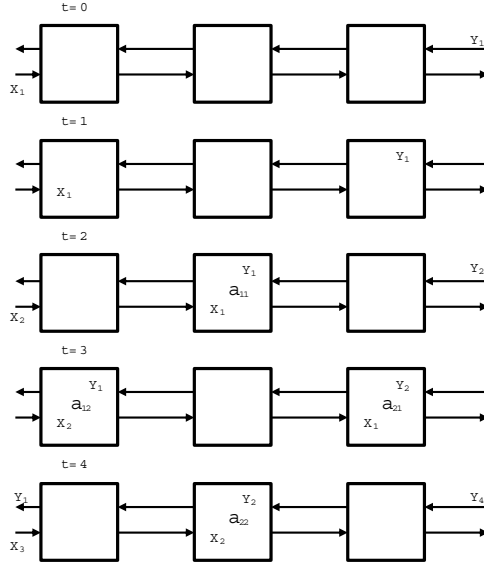 t=0
Y₁
X₁
t=1
Y₁
X₁
t=2
Y₁ Y₂
a₁₁
X₂ X₁
t=3
Y₁ Y₂
a₁₂ a₂₁
X₂ X₁
t=4
Y₁ Y₂ Y₄
a₂₂
X₃ X₂